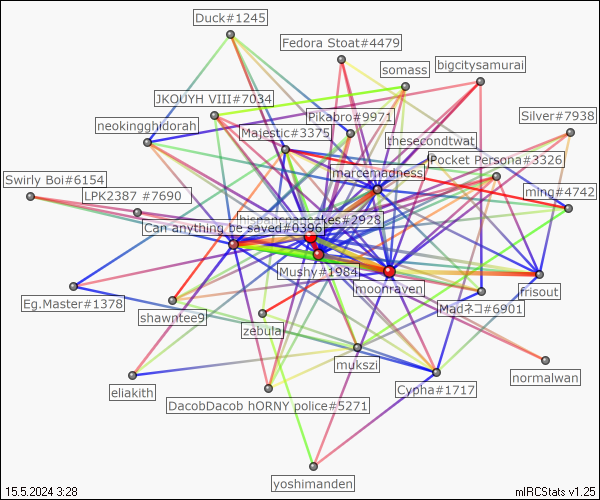 Duck#1245
Fedora Stoat#4479
bigcitysamurai
somass
JKOUYH VIII#7034
Pikabro#9971
Silver#7938
neokingghidorah
Majestic#3375
thesecondtwat
Pocket Persona#3326
marcemadness
Swirly Boi#6154
LPK2387 #7690
ming#4742
hispanicpancakes#2928
Can anything be saved#0396
Mushy#1984
moonraven
frisout
Eg.Master#1378
shawntee9
zebula
Madネコ#6901
mukszi
normalwan
eliakith
Cypha#1717
DacobDacob hORNY police#5271
yoshimanden
15.5.2024 3:28
mIRCStats v1.25